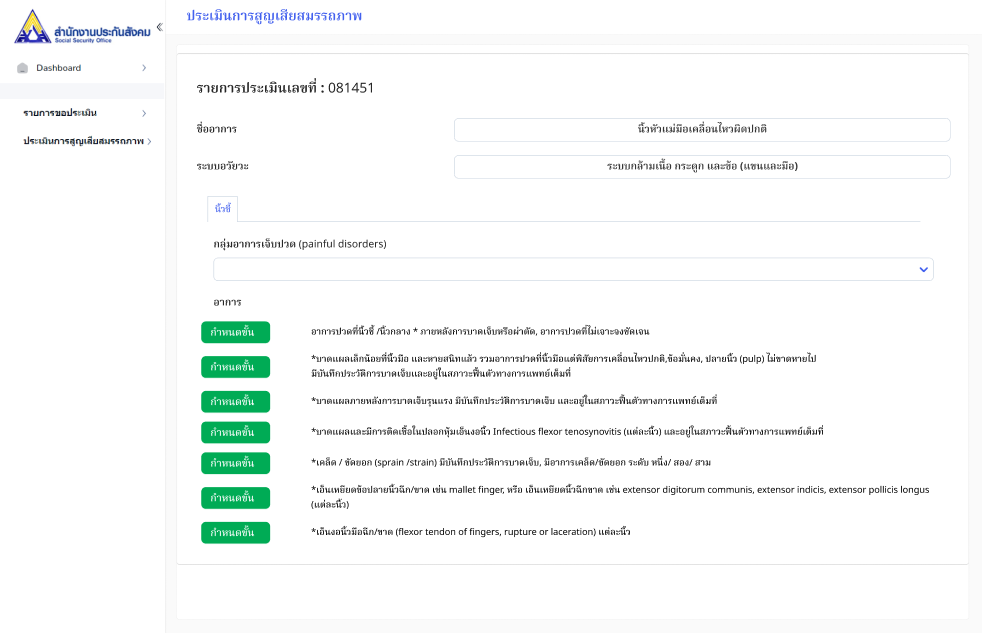 ประเมินการสูญเสียสมรรถภาพ
สำนักงานประกันสังคม
Social Security Office
Dashboard
รายการขอประเมิน
ประเมินการสูญเสียสมรรถภาพ
รายการประเมินเลขที่ : 081451
ชื่ออาการ
นิ้วหัวแม่มือเคลื่อนไหวผิดปกติ
ระบบอวัยวะ
ระบบกล้ามเนื้อ กระดูก และข้อ (แขนและมือ)
นิ้วชี้
กลุ่มอาการเจ็บปวด (painful disorders)
อาการ
กำหนดขั้น
อาการปวดที่นิ้วชี้ /นิ้วกลาง * ภายหลังการบาดเจ็บหรือผ่าตัด, อาการปวดที่ไม่เจาะจงชัดเจน
กำหนดขั้น
*บาดแผลเล็กน้อยที่นิ้วมือ และหายสนิทแล้ว รวมอาการปวดที่นิ้วมือแต่พิสัยการเคลื่อนไหวปกติ,ข้อมั่นคง, ปลายนิ้ว (pulp) ไม่ขาดหายไป
มีบันทึกประวัติการบาดเจ็บและอยู่ในสภาวะฟื้นตัวทางการแพทย์เต็มที่
กำหนดขั้น
*บาดแผลภายหลังการบาดเจ็บรุนแรง มีบันทึกประวัติการบาดเจ็บ และอยู่ในสภาวะฟื้นตัวทางการแพทย์เต็มที่
กำหนดขั้น
*บาดแผลและมีการติดเชื้อในปลอกหุ้มเอ็นงอนิ้ว Infectious flexor tenosynovitis (แต่ละนิ้ว) และอยู่ในสภาวะฟื้นตัวทางการแพทย์เต็มที่
กำหนดขั้น
*เคล็ด / ขัดยอก (sprain /strain) มีบันทึกประวัติการบาดเจ็บ, มีอาการเคล็ด/ขัดยอก ระดับ หนึ่ง/ สอง/ สาม
กำหนดขั้น
*เอ็นเหยียดข้อปลายนิ้วฉีก/ขาด เช่น mallet finger, หรือ เอ็นเหยียดนิ้วฉีกขาด เช่น extensor digitorum communis, extensor indicis, extensor pollicis longus
(แต่ละนิ้ว)
กำหนดขั้น
*เอ็นงอนิ้วมือฉีก/ขาด (flexor tendon of fingers, rupture or laceration) แต่ละนิ้ว